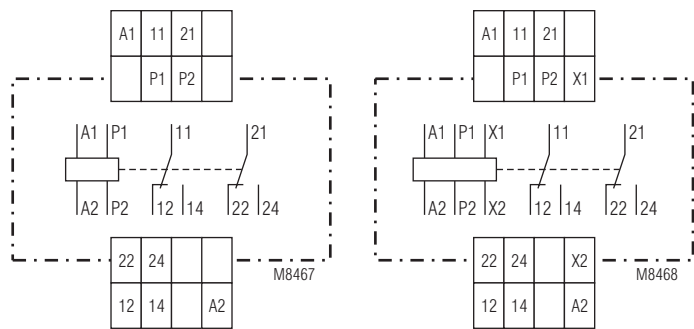 A1 11 21
P1 P2
A1 P1 11 21
A2 P2 12 14 22 24
22 24
M8467
12 14 A2
A1 11 21
P1 P2 X1
A1 P1 X1 11 21
A2 P2 X2 12 14 22 24
22 24 X2
M8468
12 14 A2